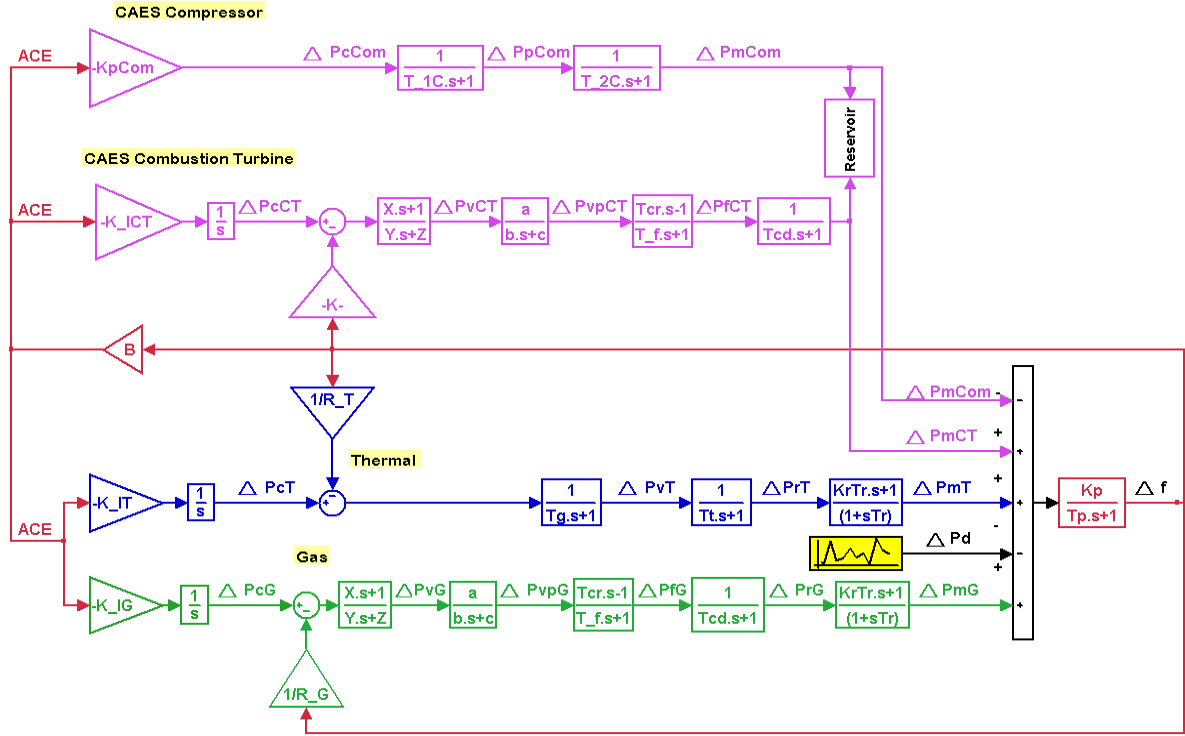 CAES Compressor
ACE
-KpCom
△ PcCom
1
T_1C.s+1
△ PpCom
1
T_2C.s+1
△ PmCom
Reservoir
CAES Combustion Turbine
ACE
-K_ICT
1
s
△ PcCT
+
-
X.s+1
Y.s+Z
△ PvCT
a
b.s+c
△ PvpCT
Tcr.s-1
T_f.s+1
△ PfCT
1
Tcd.s+1
-K-
B
1/R_T
△ PmCom -
-
△ PmCT +
+
Thermal
-K_IT
1
s
△ PcT
+
-
1
Tg.s+1
△ PvT
1
Tt.s+1
△ PrT
KrTr.s+1
(1+sTr)
△ PmT
+
+
Kp
Tp.s+1
△ f
ACE
△ Pd
-
-
Gas
-K_IG
1
s
△ PcG
+
-
X.s+1
Y.s+Z
△ PvG
a
b.s+c
△ PvpG
Tcr.s-1
T_f.s+1
△ PfG
1
Tcd.s+1
△ PrG
KrTr.s+1
(1+sTr)
△ PmG
+
+
1/R_G